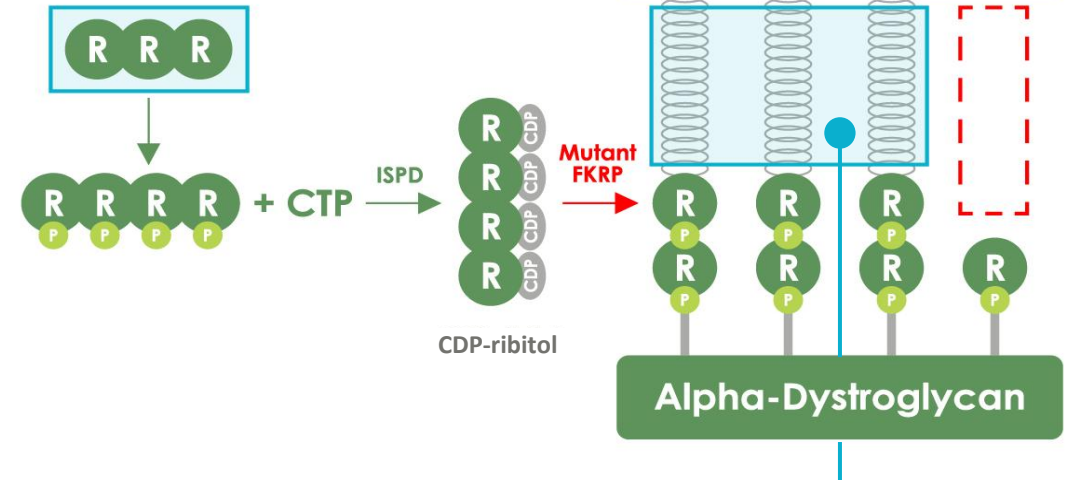 R R R
R R R R
P P P P
+ CTP
ISPD
R CDP
R CDP
R CDP
R CDP
CDP-ribitol
Mutant
FKRP
R R R
P P P
R R R R
P P P P
Alpha-Dystroglycan